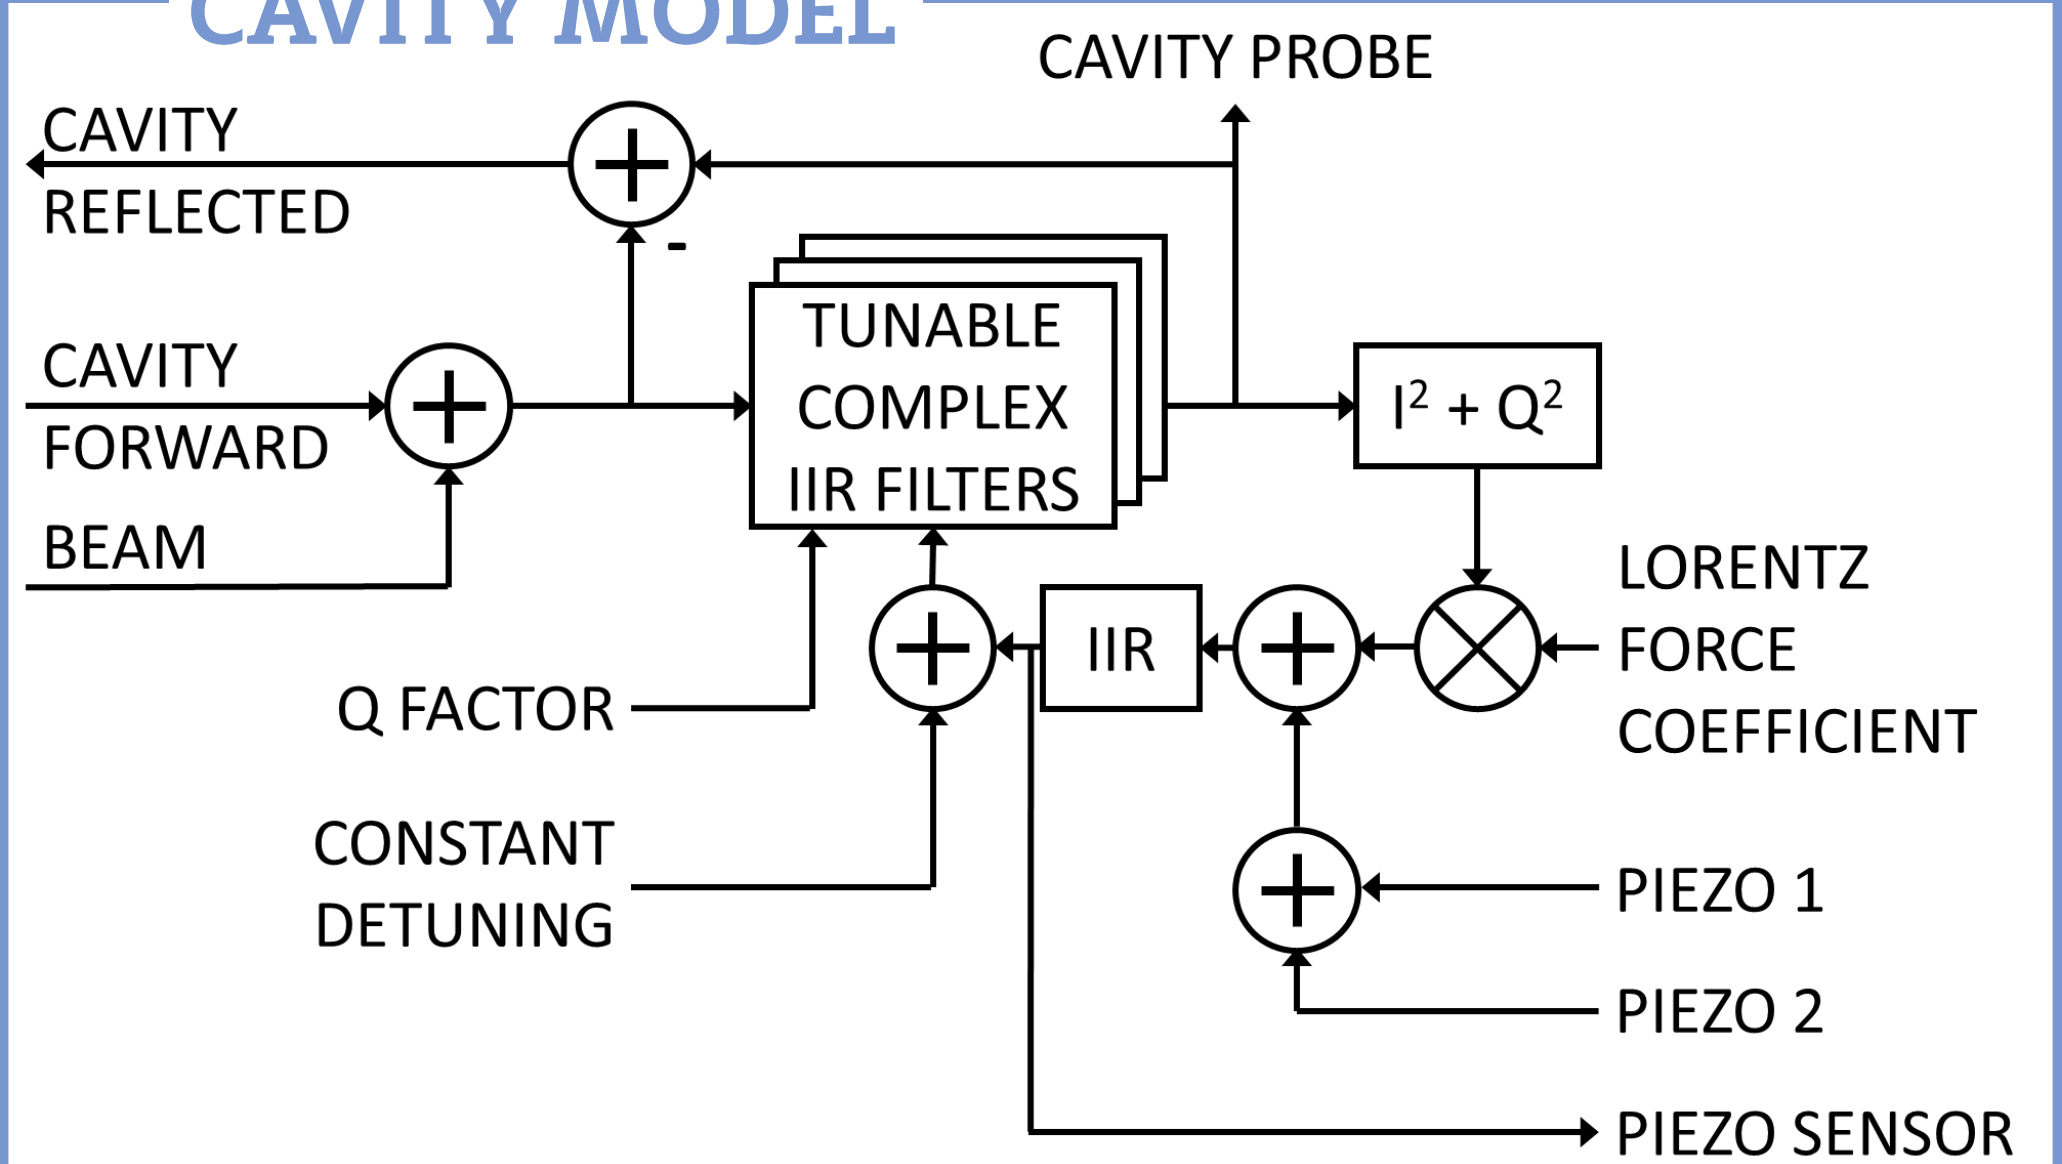 CAVITY MODEL
CAVITY PROBE
CAVITY
REFLECTED
-
TUNABLE
COMPLEX
IIR FILTERS
CAVITY
FORWARD
I² + Q²
BEAM
LORENTZ
FORCE
COEFFICIENT
IIR
Q FACTOR
CONSTANT
DETUNING
PIEZO 1
PIEZO 2
PIEZO SENSOR